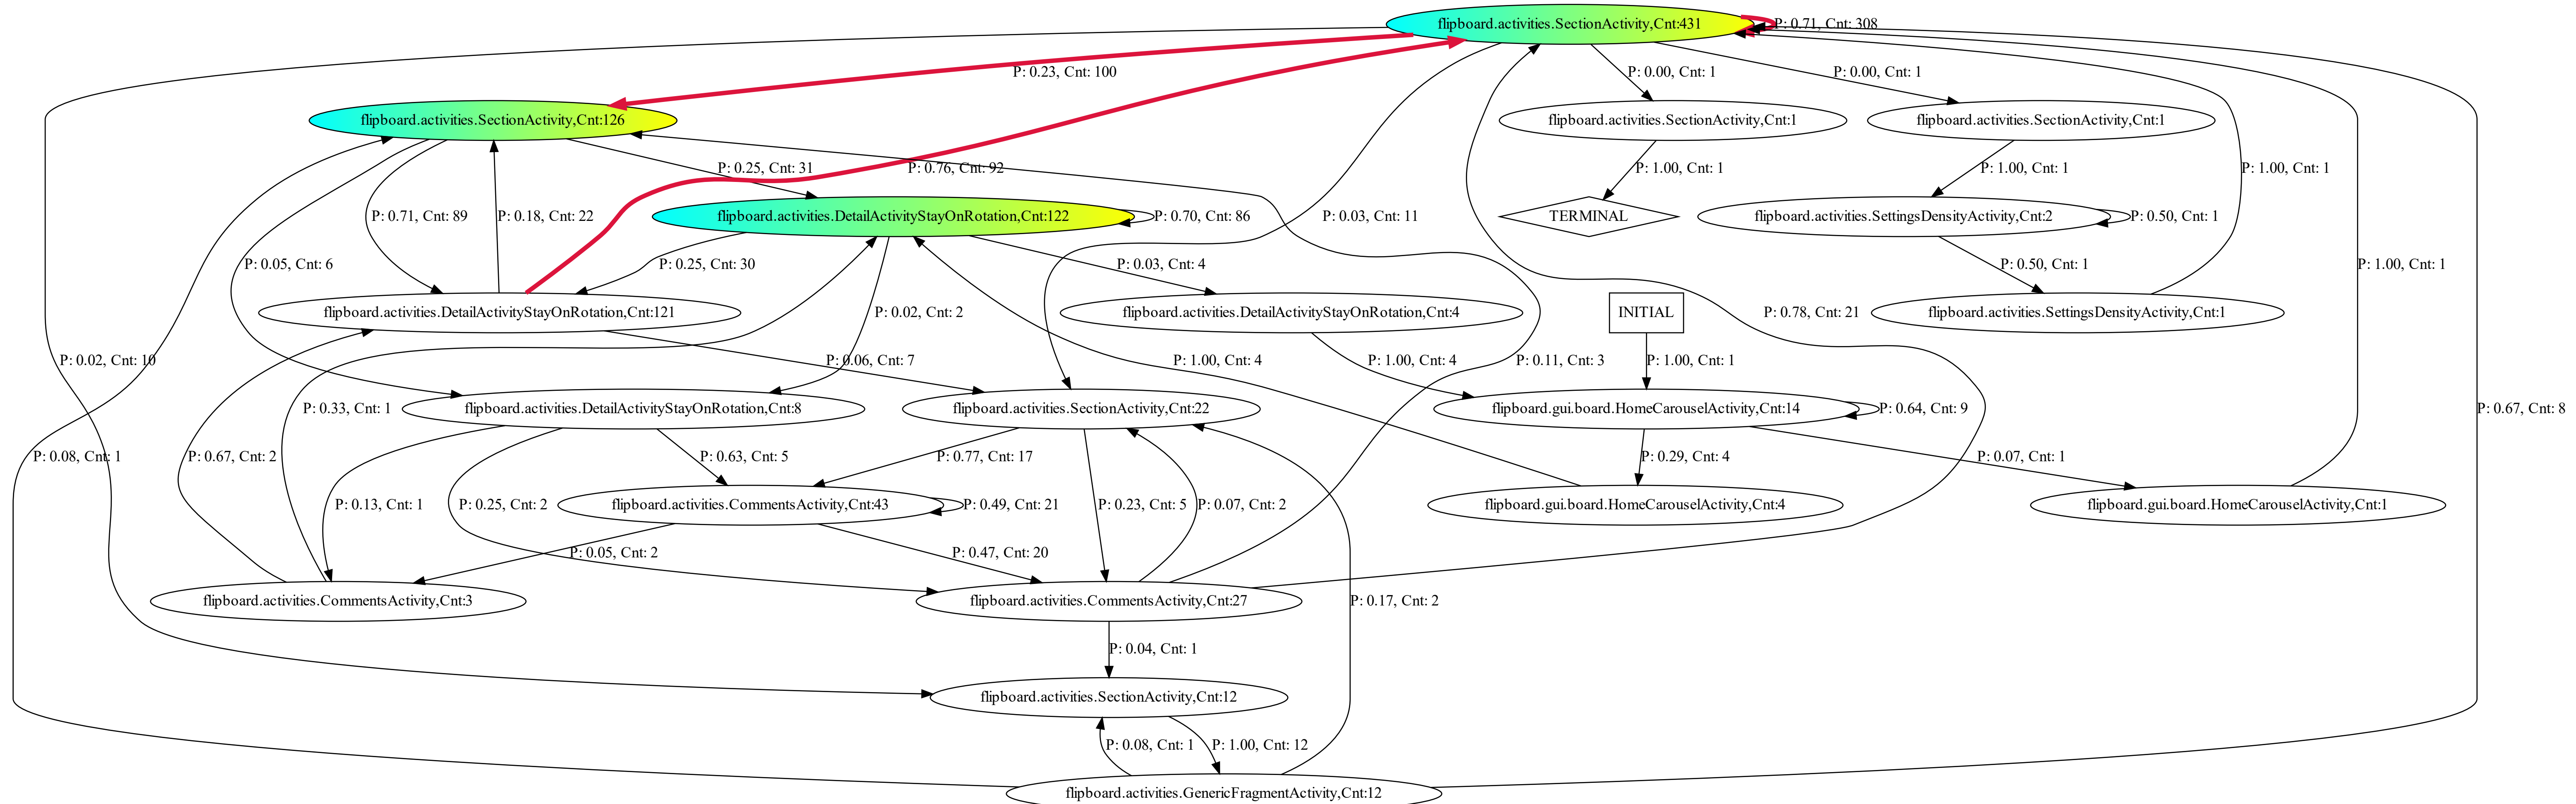 flipboard.activities.SectionActivity,Cnt:431
P: 0.71, Cnt: 308
P: 0.23, Cnt: 100
P: 0.00, Cnt: 1
P: 0.00, Cnt: 1
flipboard.activities.SectionActivity,Cnt:126
flipboard.activities.SectionActivity,Cnt:1
flipboard.activities.SectionActivity,Cnt:1
P: 0.25, Cnt: 31
P: 0.76, Cnt: 92
P: 1.00, Cnt: 1
P: 1.00, Cnt: 1
P: 1.00, Cnt: 1
P: 0.71, Cnt: 89
P: 0.18, Cnt: 22
flipboard.activities.DetailActivityStayOnRotation,Cnt:122
P: 0.70, Cnt: 86
P: 0.03, Cnt: 11
TERMINAL
flipboard.activities.SettingsDensityActivity,Cnt:2
P: 0.50, Cnt: 1
P: 0.05, Cnt: 6
P: 0.25, Cnt: 30
P: 0.03, Cnt: 4
P: 0.50, Cnt: 1
P: 1.00, Cnt: 1
flipboard.activities.DetailActivityStayOnRotation,Cnt:121
P: 0.02, Cnt: 2
flipboard.activities.DetailActivityStayOnRotation,Cnt:4
INITIAL
P: 0.78, Cnt: 21
flipboard.activities.SettingsDensityActivity,Cnt:1
P: 0.02, Cnt: 10
P: 0.06, Cnt: 7
P: 1.00, Cnt: 4
P: 1.00, Cnt: 4
P: 0.11, Cnt: 3
P: 1.00, Cnt: 1
P: 0.33, Cnt: 1
flipboard.activities.DetailActivityStayOnRotation,Cnt:8
flipboard.activities.SectionActivity,Cnt:22
flipboard.gui.board.HomeCarouselActivity,Cnt:14
P: 0.64, Cnt: 9
P: 0.67, Cnt: 8
P: 0.08, Cnt: 1
P: 0.67, Cnt: 2
P: 0.63, Cnt: 5
P: 0.77, Cnt: 17
P: 0.29, Cnt: 4
P: 0.07, Cnt: 1
P: 0.13, Cnt: 1
P: 0.25, Cnt: 2
flipboard.activities.CommentsActivity,Cnt:43
P: 0.49, Cnt: 21
P: 0.23, Cnt: 5
P: 0.07, Cnt: 2
flipboard.gui.board.HomeCarouselActivity,Cnt:4
flipboard.gui.board.HomeCarouselActivity,Cnt:1
P: 0.05, Cnt: 2
P: 0.47, Cnt: 20
flipboard.activities.CommentsActivity,Cnt:3
flipboard.activities.CommentsActivity,Cnt:27
P: 0.17, Cnt: 2
P: 0.04, Cnt: 1
flipboard.activities.SectionActivity,Cnt:12
P: 0.08, Cnt: 1
P: 1.00, Cnt: 12
flipboard.activities.GenericFragmentActivity,Cnt:12